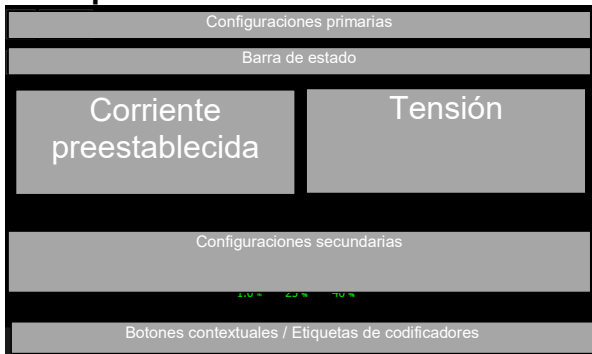 Configuraciones primarias
Barra de estado
Corriente
preestablecida
Tensión
Configuraciones secundarias
Botones contextuales / Etiquetas de codificadores